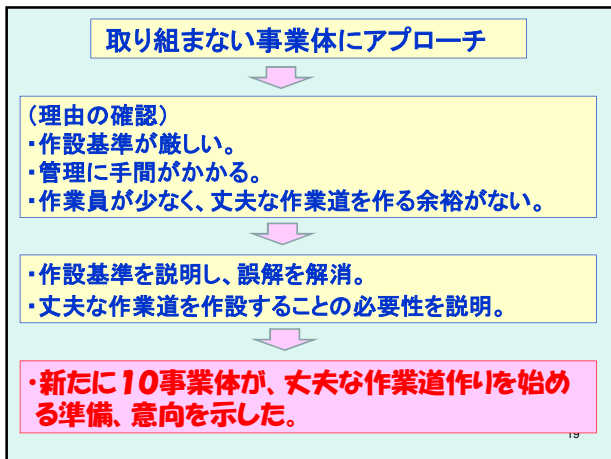 取り組まない事業体にアプローチ
（理由の確認）
・作設基準が厳しい。
・管理に手間がかかる。
・作業員が少なく、丈夫な作業道を作る余裕がない。
・作設基準を説明し、誤解を解消。
・丈夫な作業道を作設することの必要性を説明。
・新たに10事業体が、丈夫な作業道作りを始め
る準備、意向を示した。
19